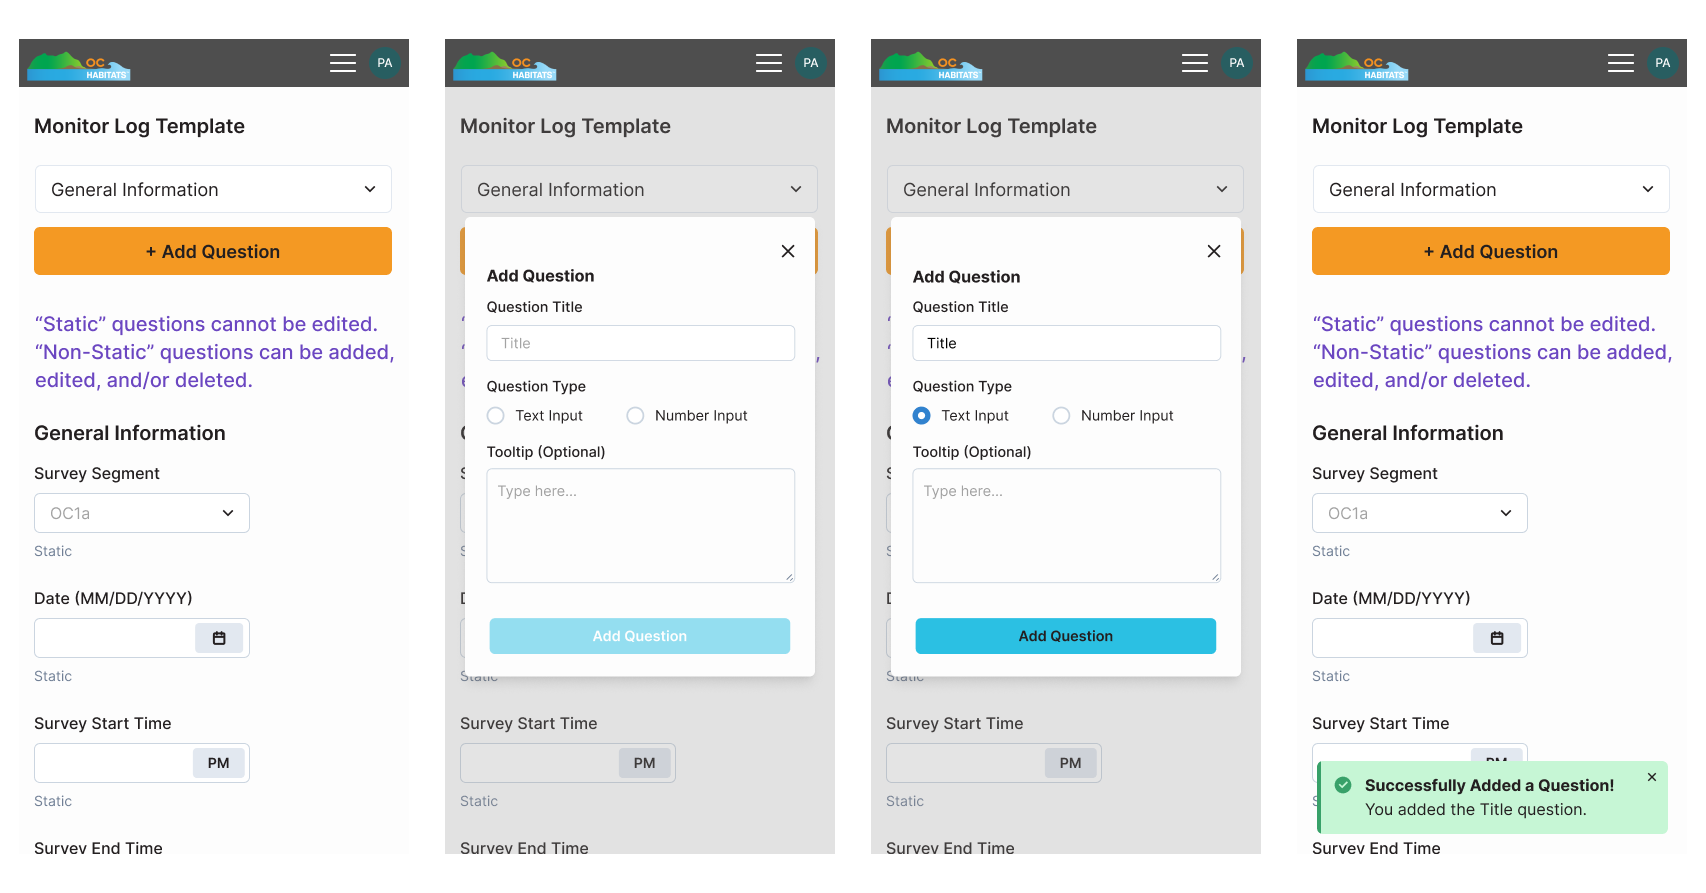 OC
HABITATS
PA
Monitor Log Template
General Information
+ Add Question
“Static” questions cannot be edited.
“Non-Static” questions can be added,
edited, and/or deleted.
General Information
Survey Segment
OC1a
Static
Date (MM/DD/YYYY)
Static
Survey Start Time
PM
Static
Survey End Time
OC
HABITATS
PA
Monitor Log Template
General Information
Add Question
Question Title
Title
Question Type
Text Input
Number Input
Tooltip (Optional)
Type here...
Add Question
Static
Survey Start Time
PM
Static
Survey End Time
OC
HABITATS
PA
Monitor Log Template
General Information
Add Question
Question Title
Title
Question Type
Text Input
Number Input
Tooltip (Optional)
Type here...
Add Question
Static
Survey Start Time
PM
Static
Survey End Time
OC
HABITATS
PA
Monitor Log Template
General Information
+ Add Question
“Static” questions cannot be edited.
“Non-Static” questions can be added,
edited, and/or deleted.
General Information
Survey Segment
OC1a
Static
Date (MM/DD/YYYY)
Static
Survey Start Time
PM
Successfully Added a Question!
You added the Title question.
Survey End Time